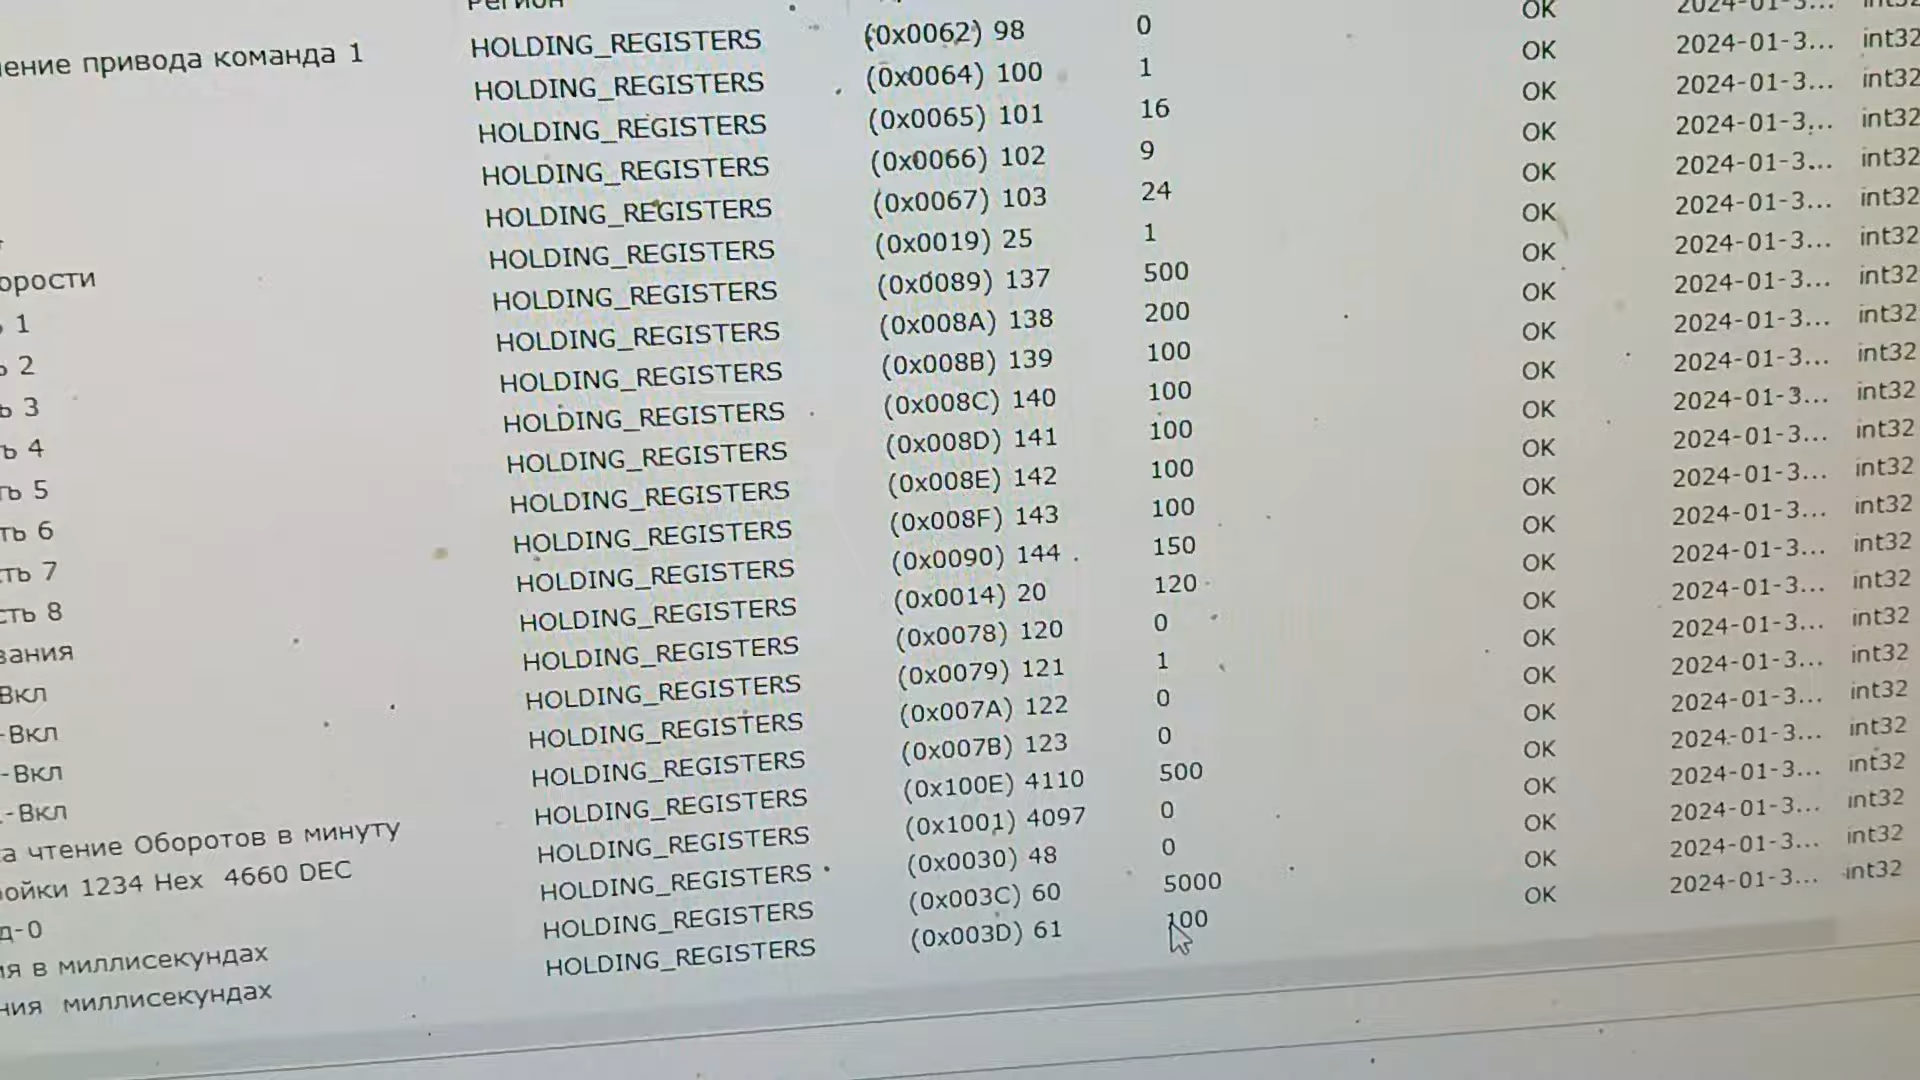 Регион
ление привода команда 1 HOLDING_REGISTERS (0x0062) 98 0 OK 2024-01-3... int32
HOLDING_REGISTERS (0x0064) 100 1 OK 2024-01-3... int32
HOLDING_REGISTERS (0x0065) 101 16 OK 2024-01-3... int32
HOLDING_REGISTERS (0x0066) 102 9 OK 2024-01-3... int32
HOLDING_REGISTERS (0x0067) 103 24 OK 2024-01-3... int32
орости HOLDING_REGISTERS (0x0019) 25 1 OK 2024-01-3... int32
ь 1 HOLDING_REGISTERS (0x0089) 137 500 OK 2024-01-3... int32
ь 2 HOLDING_REGISTERS (0x008A) 138 200 OK 2024-01-3... int32
ь 3 HOLDING_REGISTERS (0x008B) 139 100 OK 2024-01-3... int32
ь 4 HOLDING_REGISTERS (0x008C) 140 100 OK 2024-01-3... int32
ть 5 HOLDING_REGISTERS (0x008D) 141 100 OK 2024-01-3... int32
ть 6 HOLDING_REGISTERS (0x008E) 142 100 OK 2024-01-3... int32
ть 7 HOLDING_REGISTERS (0x008F) 143 100 OK 2024-01-3... int32
сть 8 HOLDING_REGISTERS (0x0090) 144 150 OK 2024-01-3... int32
вания HOLDING_REGISTERS (0x0014) 20 120 OK 2024-01-3... int32
Вкл HOLDING_REGISTERS (0x0078) 120 0 OK 2024-01-3... int32
-Вкл HOLDING_REGISTERS (0x0079) 121 1 OK 2024-01-3... int32
-Вкл HOLDING_REGISTERS (0x007A) 122 0 OK 2024-01-3... int32
-Вкл HOLDING_REGISTERS (0x007B) 123 0 OK 2024-01-3... int32
а чтение Оборотов в минуту HOLDING_REGISTERS (0x100E) 4110 500 OK 2024-01-3... int32
ройки 1234 Hex 4660 DEC HOLDING_REGISTERS (0x1001) 4097 0 OK 2024-01-3... int32
д-0 HOLDING_REGISTERS (0x0030) 48 0 OK 2024-01-3... int32
ия в миллисекундах HOLDING_REGISTERS (0x003C) 60 5000 OK 2024-01-3... int32
ния миллисекундах HOLDING_REGISTERS (0x003D) 61 100 OK 2024-01-3... int32